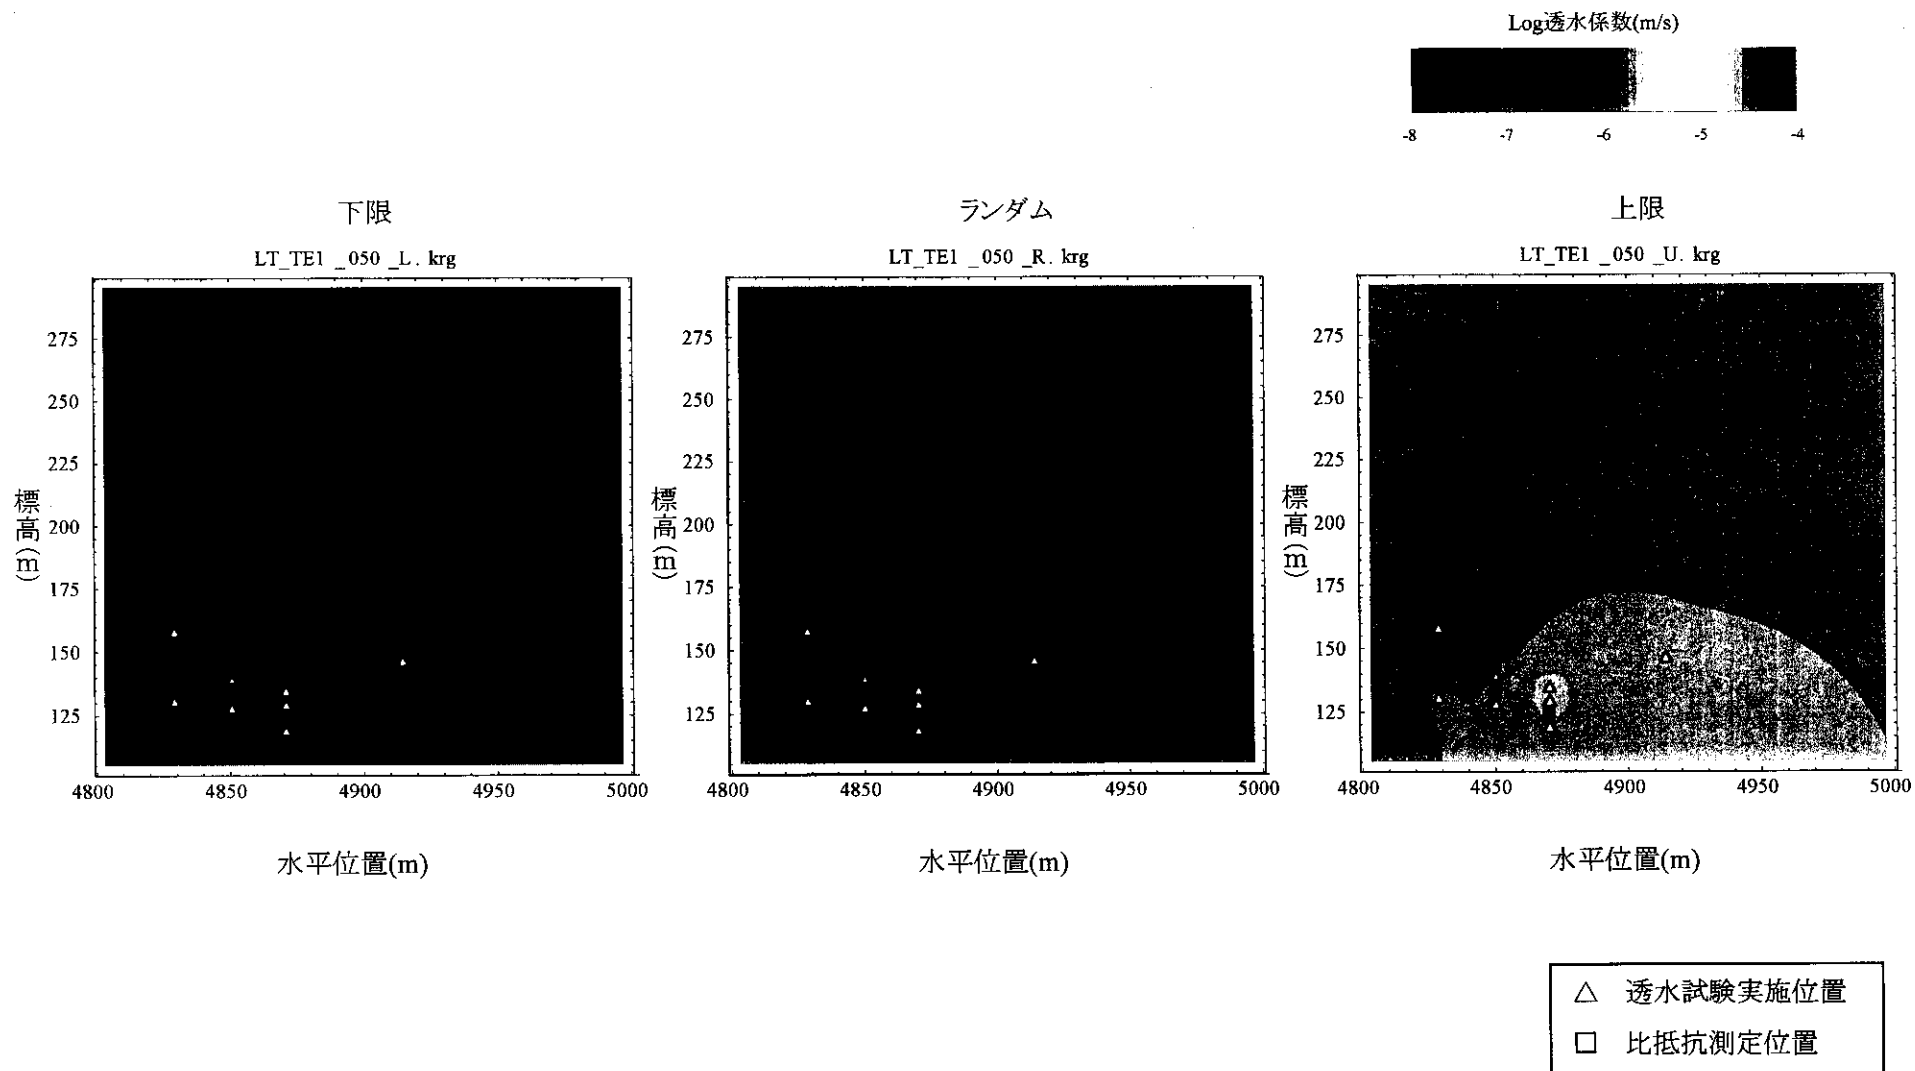 Log透水係数(m/s)
-8 -7 -6 -5 -4
下限
LT_TE1 _050 _L. krg
275
250
225
200
175
150
125
4800 4850 4900 4950 5000
標高(m)
水平位置(m)
ランダム
LT_TE1 _050 _R. krg
275
250
225
200
175
150
125
4800 4850 4900 4950 5000
標高(m)
水平位置(m)
上限
LT_TE1 _050 _U. krg
275
250
225
200
175
150
125
4800 4850 4900 4950 5000
標高(m)
水平位置(m)
△ 透水試験実施位置
□ 比抵抗測定位置